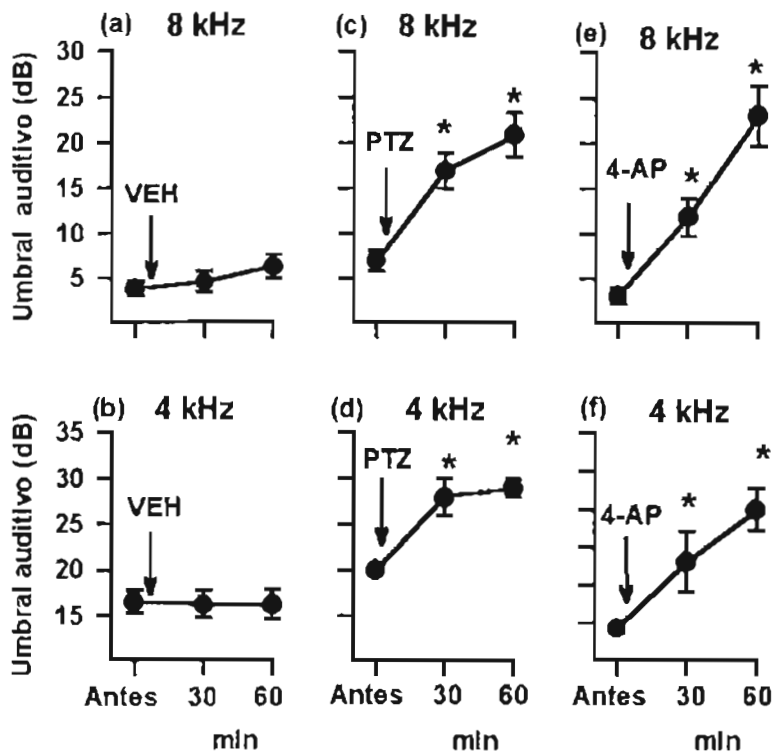 (a) 8 kHz
(c) 8 kHz
(e) 8 kHz
Umbral auditivo (dB)
30
25
20
15
10
5
VEH
PTZ
4-AP
*
*
*
*
(b) 4 kHz
(d) 4 kHz
(f) 4 kHz
Umbral auditivo (dB)
35
30
25
20
15
VEH
PTZ
4-AP
*
*
*
*
Antes 30 60
min
Antes 30 60
min
Antes 30 60
min